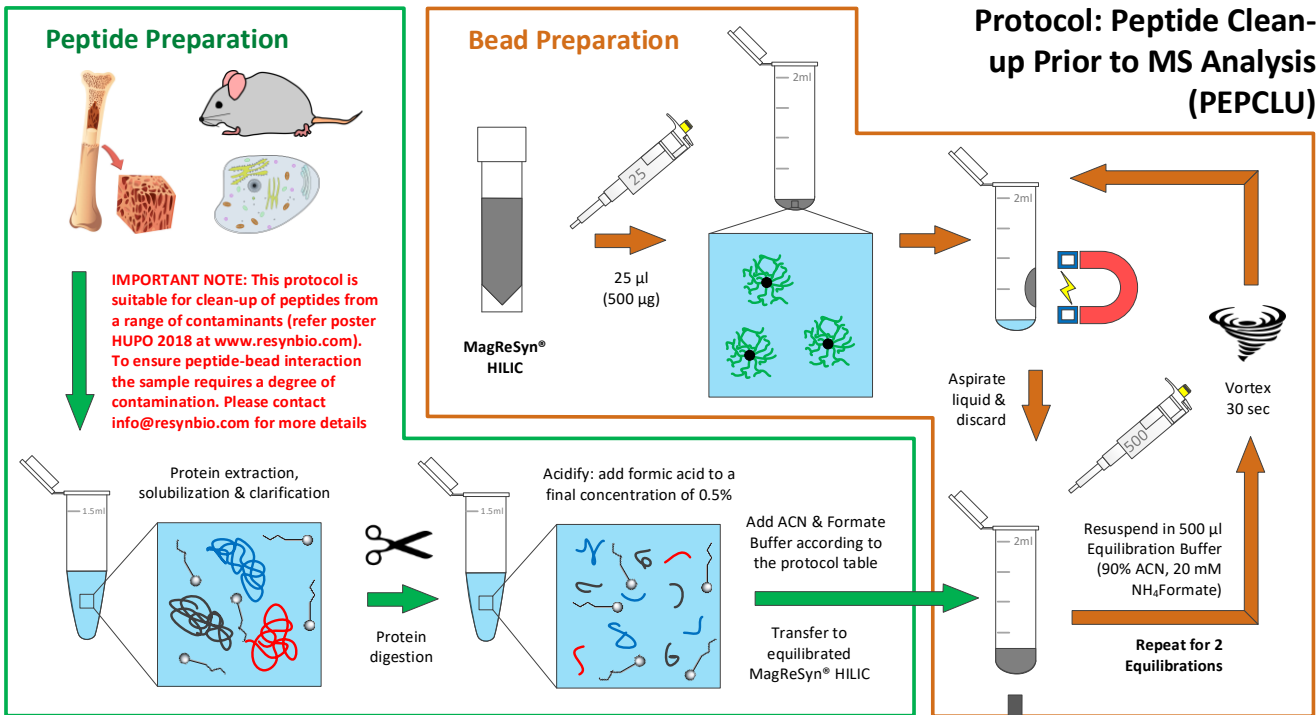 Protocol: Peptide Clean-
up Prior to MS Analysis
(PEPCLU)
Peptide Preparation
IMPORTANT NOTE: This protocol is
suitable for clean-up of peptides from
a range of contaminants (refer poster
HUPO 2018 at www.resynbio.com).
To ensure peptide-bead interaction
the sample requires a degree of
contamination. Please contact
info@resynbio.com for more details
Protein extraction,
solubilization & clarification
1.5ml
Protein
digestion
Acidify: add formic acid to a
final concentration of 0.5%
1.5ml
Add ACN & Formate
Buffer according to
the protocol table
Transfer to
equilibrated
MagReSyn® HILIC
Bead Preparation
MagReSyn®
HILIC
25
25 µl
(500 µg)
2ml
2ml
Aspirate
liquid &
discard
Vortex
30 sec
500
2ml
Resuspend in 500 µl
Equilibration Buffer
(90% ACN, 20 mM
NH₄Formate)
Repeat for 2
Equilibrations